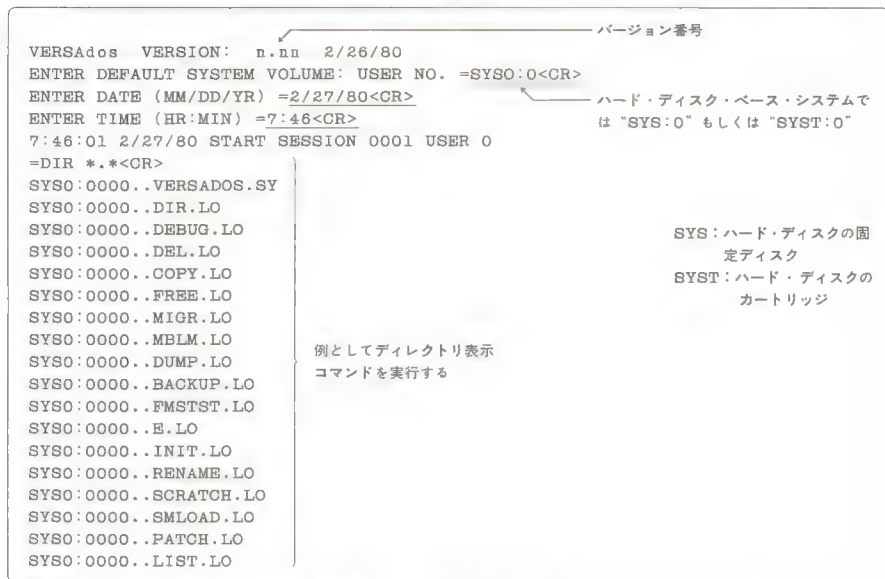 バージョン番号
VERSAdos VERSION: n.nn 2/26/80
ENTER DEFAULT SYSTEM VOLUME: USER NO. =SYS0:0<CR>
ENTER DATE (MM/DD/YR) =2/27/80<CR>
ハード・ディスク・ベース・システムで
は “SYS:0” もしくは “SYST:0”
ENTER TIME (HR:MIN) =7:46<CR>
7:46:01 2/27/80 START SESSION 0001 USER 0
=DIR *.*<CR>
SYS0:0000..VERSADOS.SY
SYS0:0000..DIR.LO
SYS0:0000..DEBUG.LO
SYS0:0000..DEL.LO
SYS0:0000..COPY.LO
SYS0:0000..FREE.LO
SYS0:0000..MIGR.LO
SYS0:0000..MBLM.LO
SYS0:0000..DUMP.LO
SYS0:0000..BACKUP.LO
SYS0:0000..FMSTST.LO
SYS0:0000..E.LO
SYS0:0000..INIT.LO
SYS0:0000..RENAME.LO
SYS0:0000..SCRATCH.LO
SYS0:0000..SMLOAD.LO
SYS0:0000..PATCH.LO
SYS0:0000..LIST.LO
例としてディレクトリ表示
コマンドを実行する
SYS:ハード・ディスクの固
定ディスク
SYST:ハード・ディスクの
カートリッジ